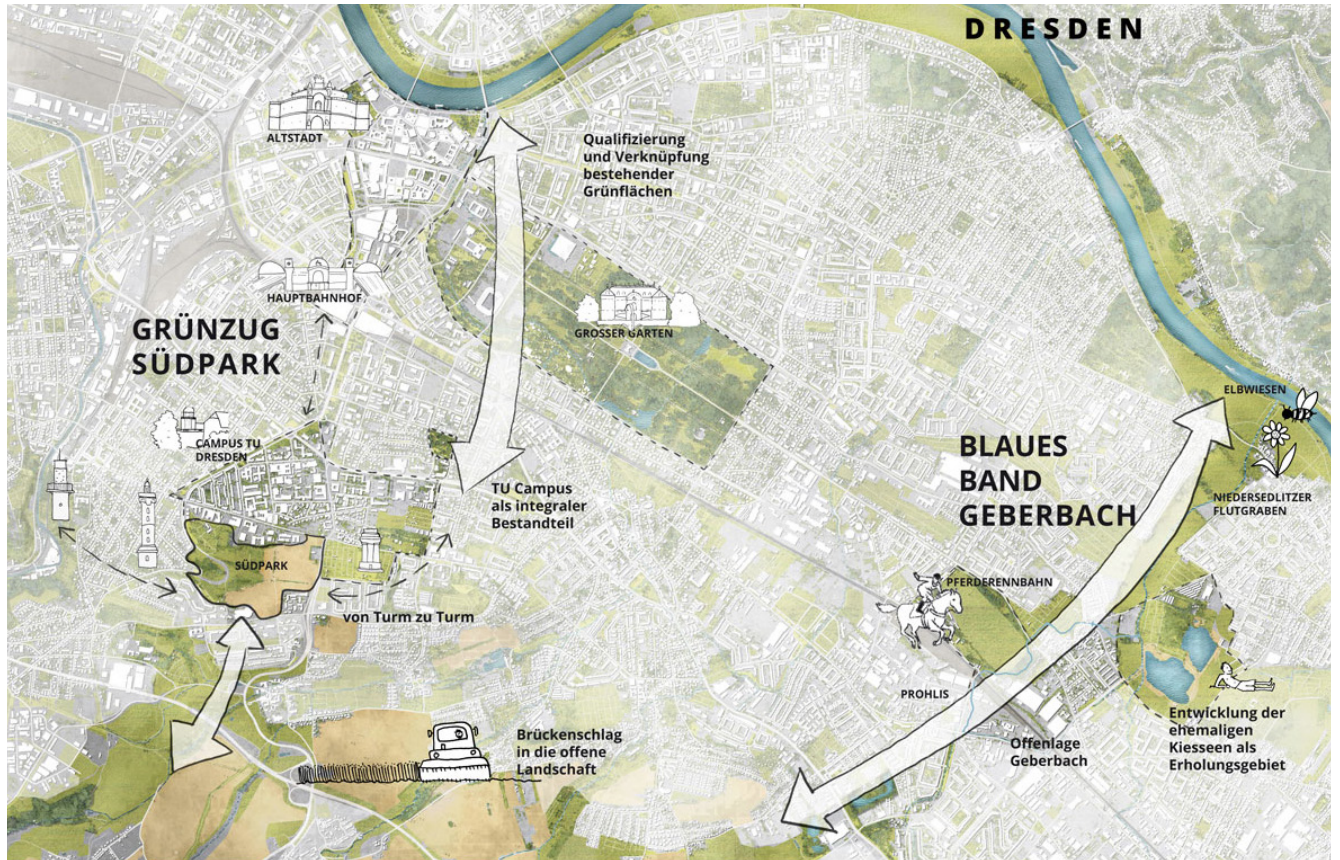 DRESDEN
ALTSTADT
Qualifizierung
und Verknüpfung
bestehender
Grünflächen
HAUPTBAHNHOF
GRÜNZUG
SÜDPARK
GROSSER GARTEN
CAMPUS TU
DRESDEN
TU Campus
als integraler
Bestandteil
SÜDPARK
von Turm zu Turm
Brückenschlag
in die offene
Landschaft
ELBWIESEN
BLAUES
BAND
GEBERBACH
NIEDERSEDLITZER
FLUTGRABEN
PFERDERENNBAHN
PROHLIS
Offenlage
Geberbach
Entwicklung der
ehemaligen
Kiesseen als
Erholungsgebiet